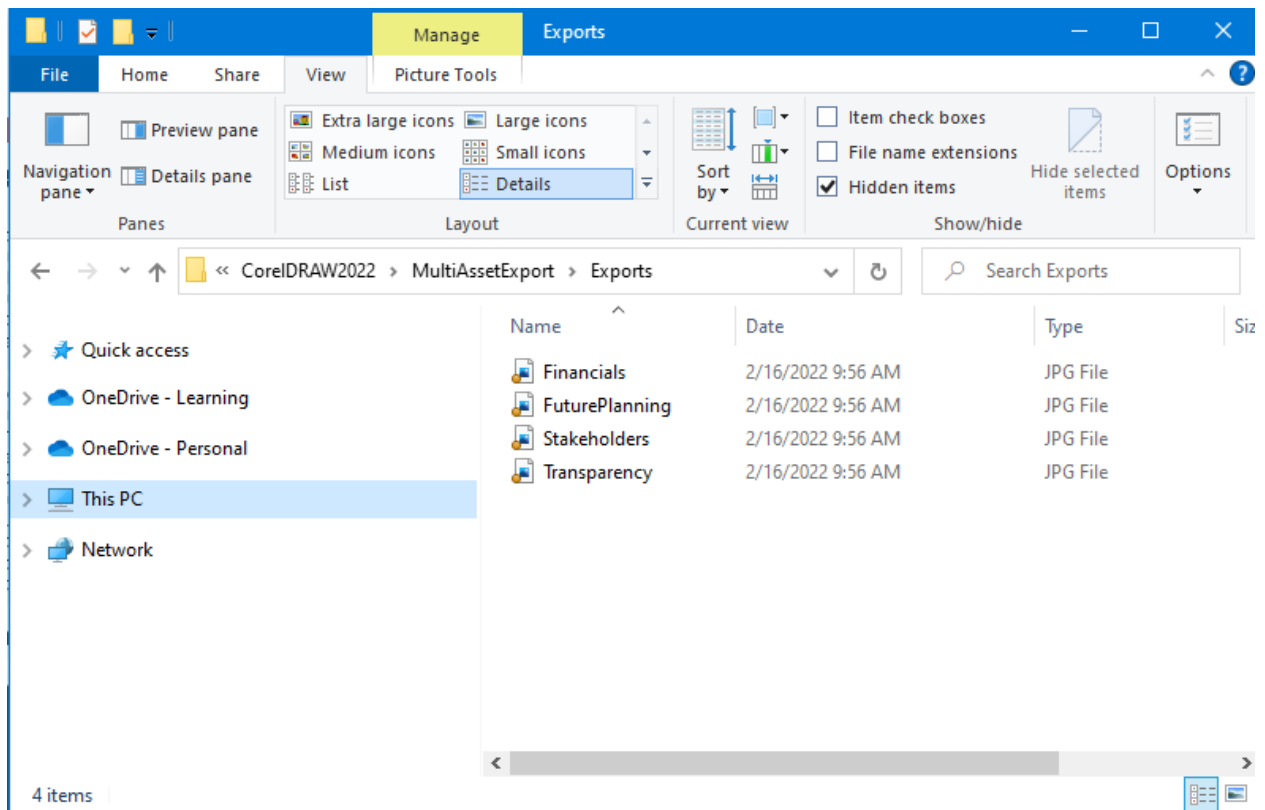 Manage Exports
File Home Share View Picture Tools
Navigation pane
Preview pane
Details pane
Panes
Extra large icons Large icons
Medium icons Small icons
List Details
Layout
Sort by
Current view
Item check boxes
File name extensions
Hidden items
Hide selected items
Show/hide
Options
« CorelDRAW2022 > MultiAssetExport > Exports
Search Exports
Quick access
OneDrive - Learning
OneDrive - Personal
This PC
Network
Name Date Type Siz
Financials 2/16/2022 9:56 AM JPG File
FuturePlanning 2/16/2022 9:56 AM JPG File
Stakeholders 2/16/2022 9:56 AM JPG File
Transparency 2/16/2022 9:56 AM JPG File
4 items